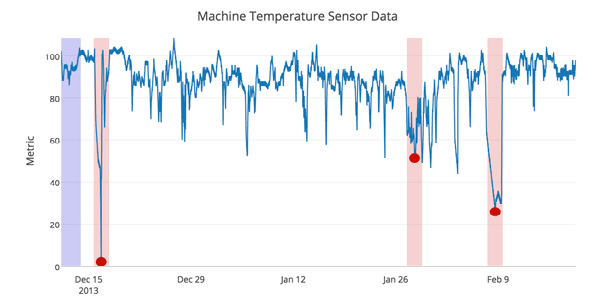 Machine Temperature Sensor Data
Metric
100
80
60
40
20
0
Dec 15
2013
Dec 29
Jan 12
Jan 26
Feb 9